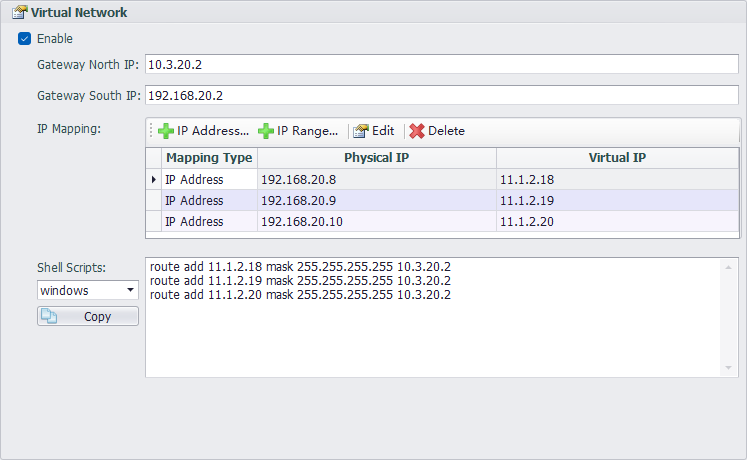 Virtual Network
Enable
Gateway North IP: 10.3.20.2
Gateway South IP: 192.168.20.2
IP Mapping: IP Address... IP Range... Edit Delete
Mapping Type Physical IP Virtual IP
IP Address 192.168.20.8 11.1.2.18
IP Address 192.168.20.9 11.1.2.19
IP Address 192.168.20.10 11.1.2.20
Shell Scripts:
windows
Copy
route add 11.1.2.18 mask 255.255.255.255 10.3.20.2
route add 11.1.2.19 mask 255.255.255.255 10.3.20.2
route add 11.1.2.20 mask 255.255.255.255 10.3.20.2